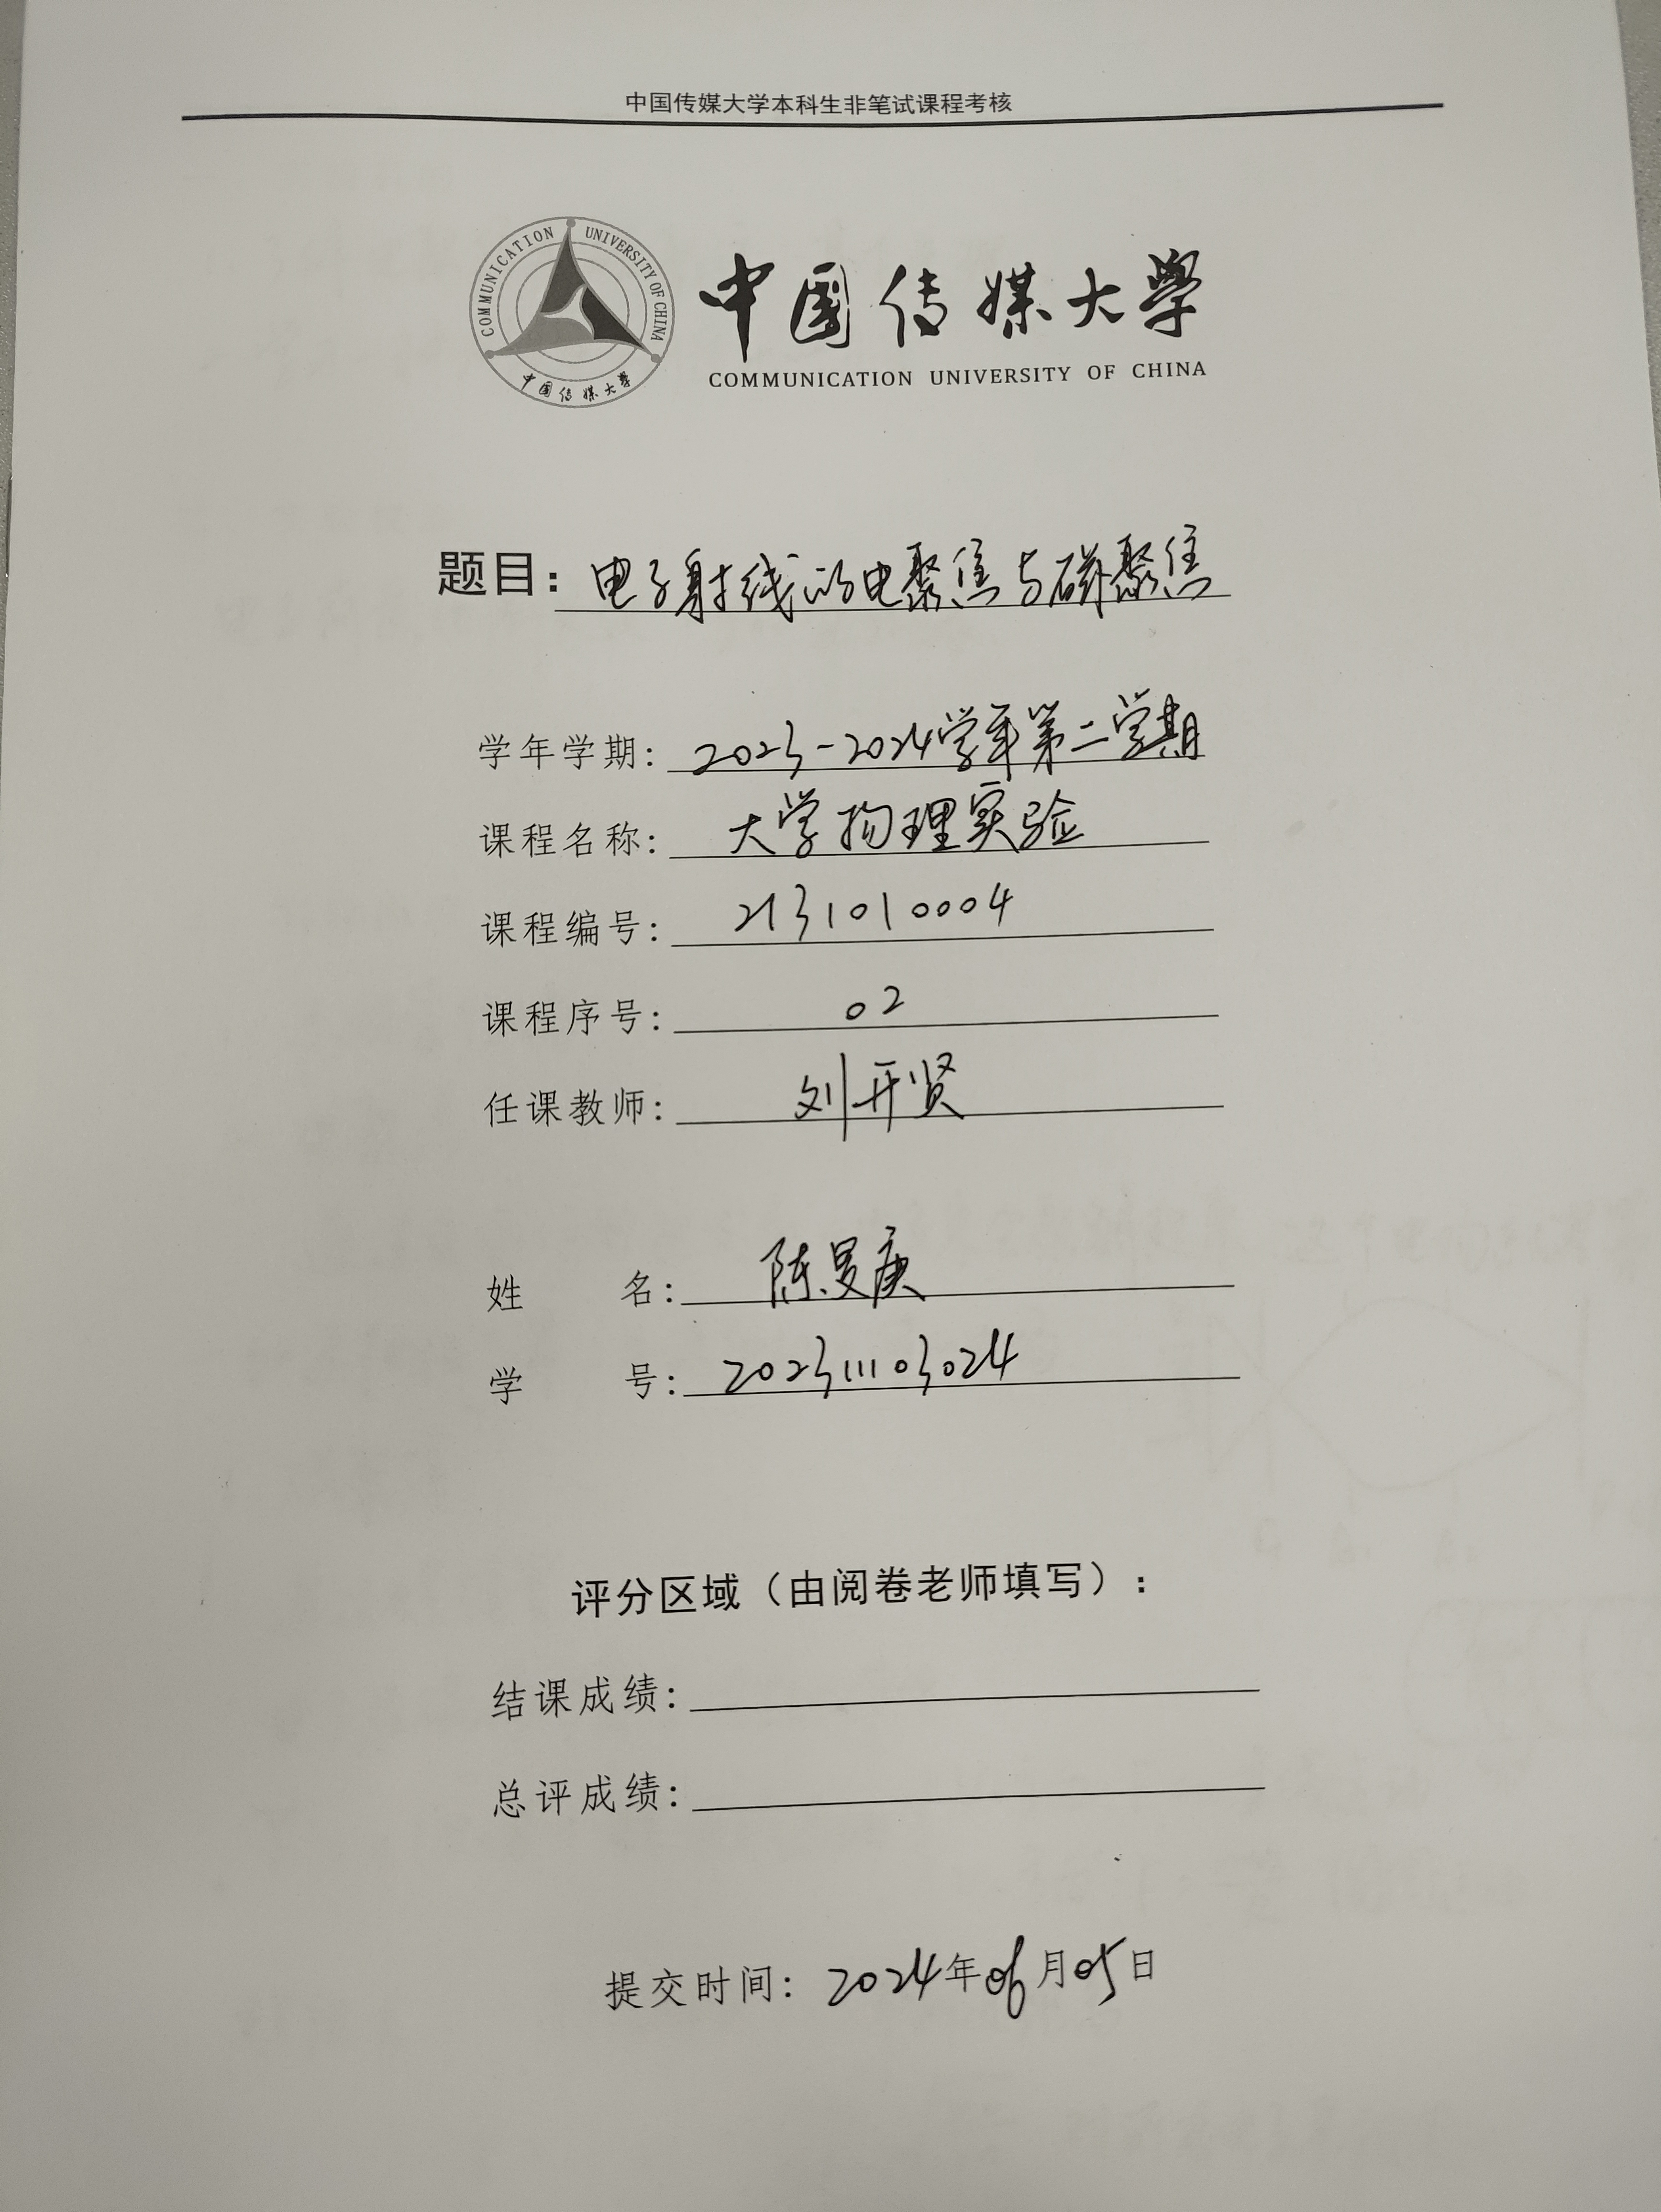 中国传媒大学本科生非笔试课程考核
COMMUNICATION UNIVERSITY OF CHINA
中国传媒大学
中国传媒大学
COMMUNICATION UNIVERSITY OF CHINA
题目：电子射线的电聚焦与磁聚焦
学年学期：2023-2024学年第二学期
课程名称：大学物理实验
课程编号：2131010004
课程序号：02
任课教师：刘开贤
姓名：陈旻庚
学号：202311103024
评分区域（由阅卷老师填写）：
结课成绩：
总评成绩：
提交时间：2024年06月05日